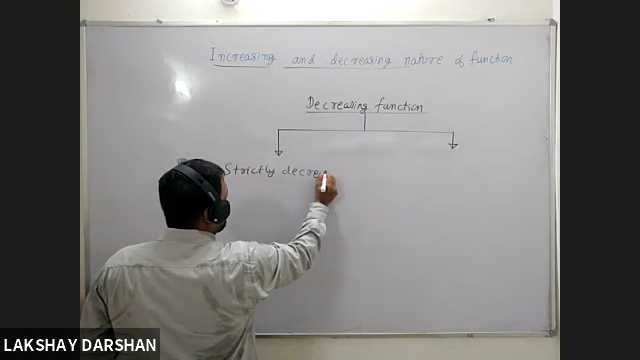 Increasing and decreasing nature of function
Decreasing function
Strictly decre
LAKSHAY DARSHAN